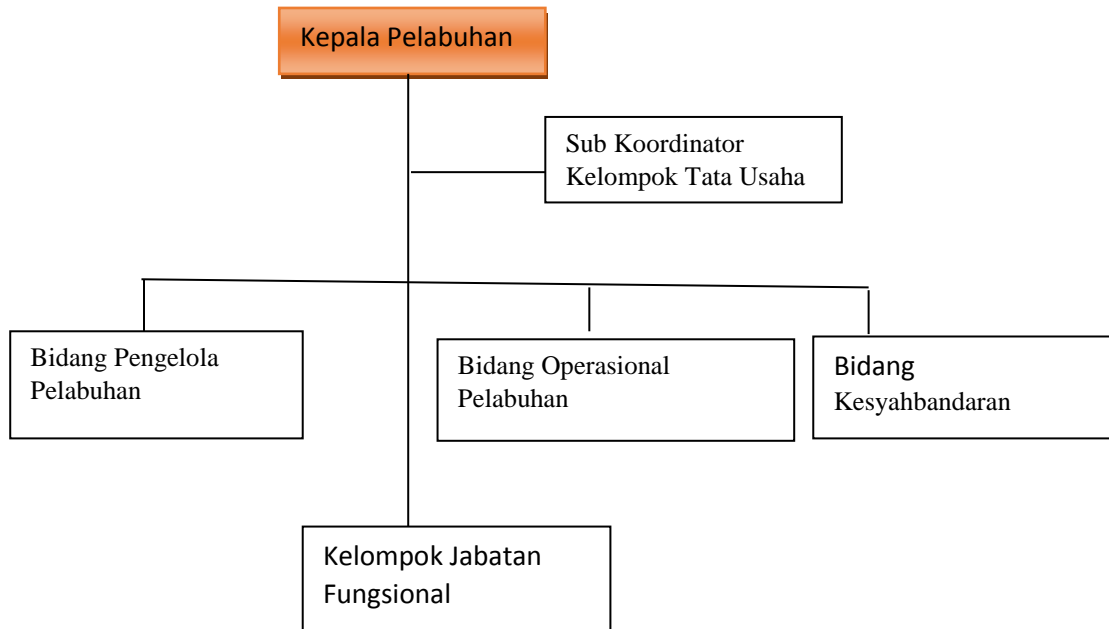 Kepala Pelabuhan
Sub Koordinator
Kelompok Tata Usaha
Bidang Pengelola
Pelabuhan
Bidang Operasional
Pelabuhan
Bidang
Kesyahbandaran
Kelompok Jabatan
Fungsional